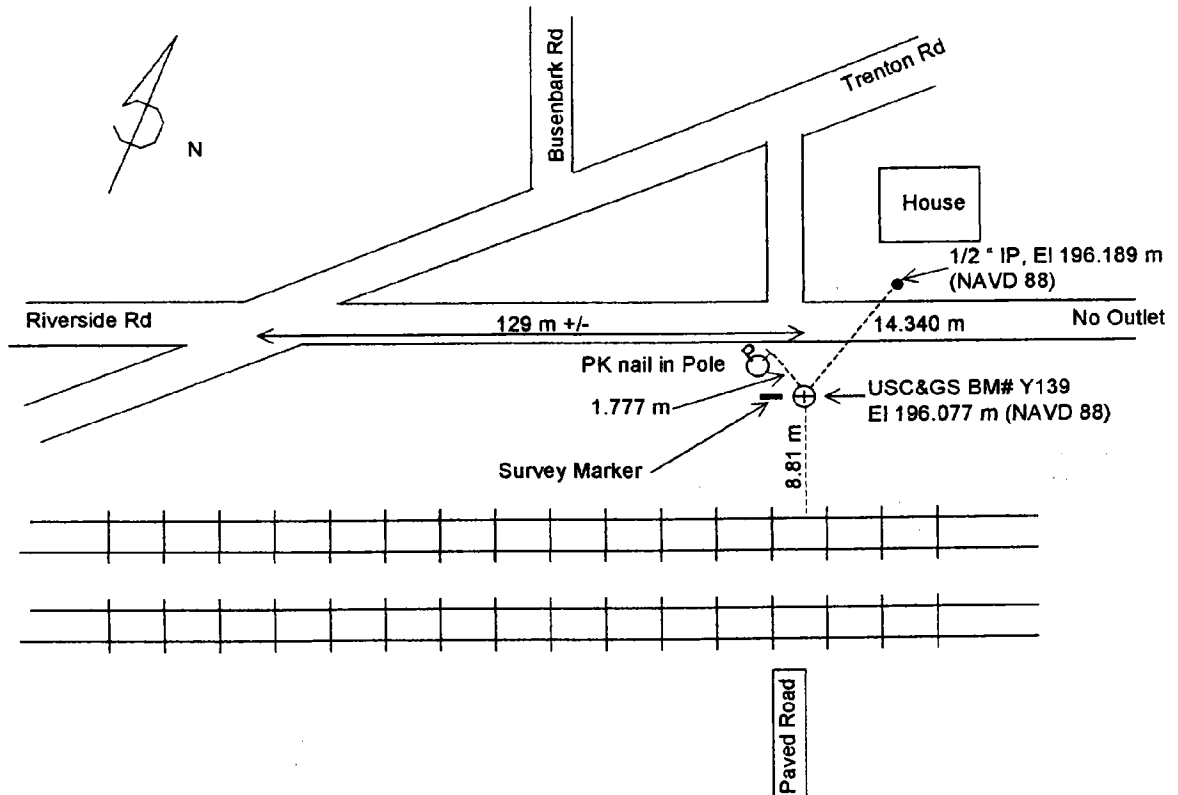 Busenbark Rd
Trenton Rd
N
House
1/2 " IP, El 196.189 m
(NAVD 88)
Riverside Rd
129 m +/-
14.340 m
No Outlet
P
PK nail in Pole
1.777 m
USC&GS BM# Y139
El 196.077 m (NAVD 88)
8.81 m
Survey Marker
Paved Road